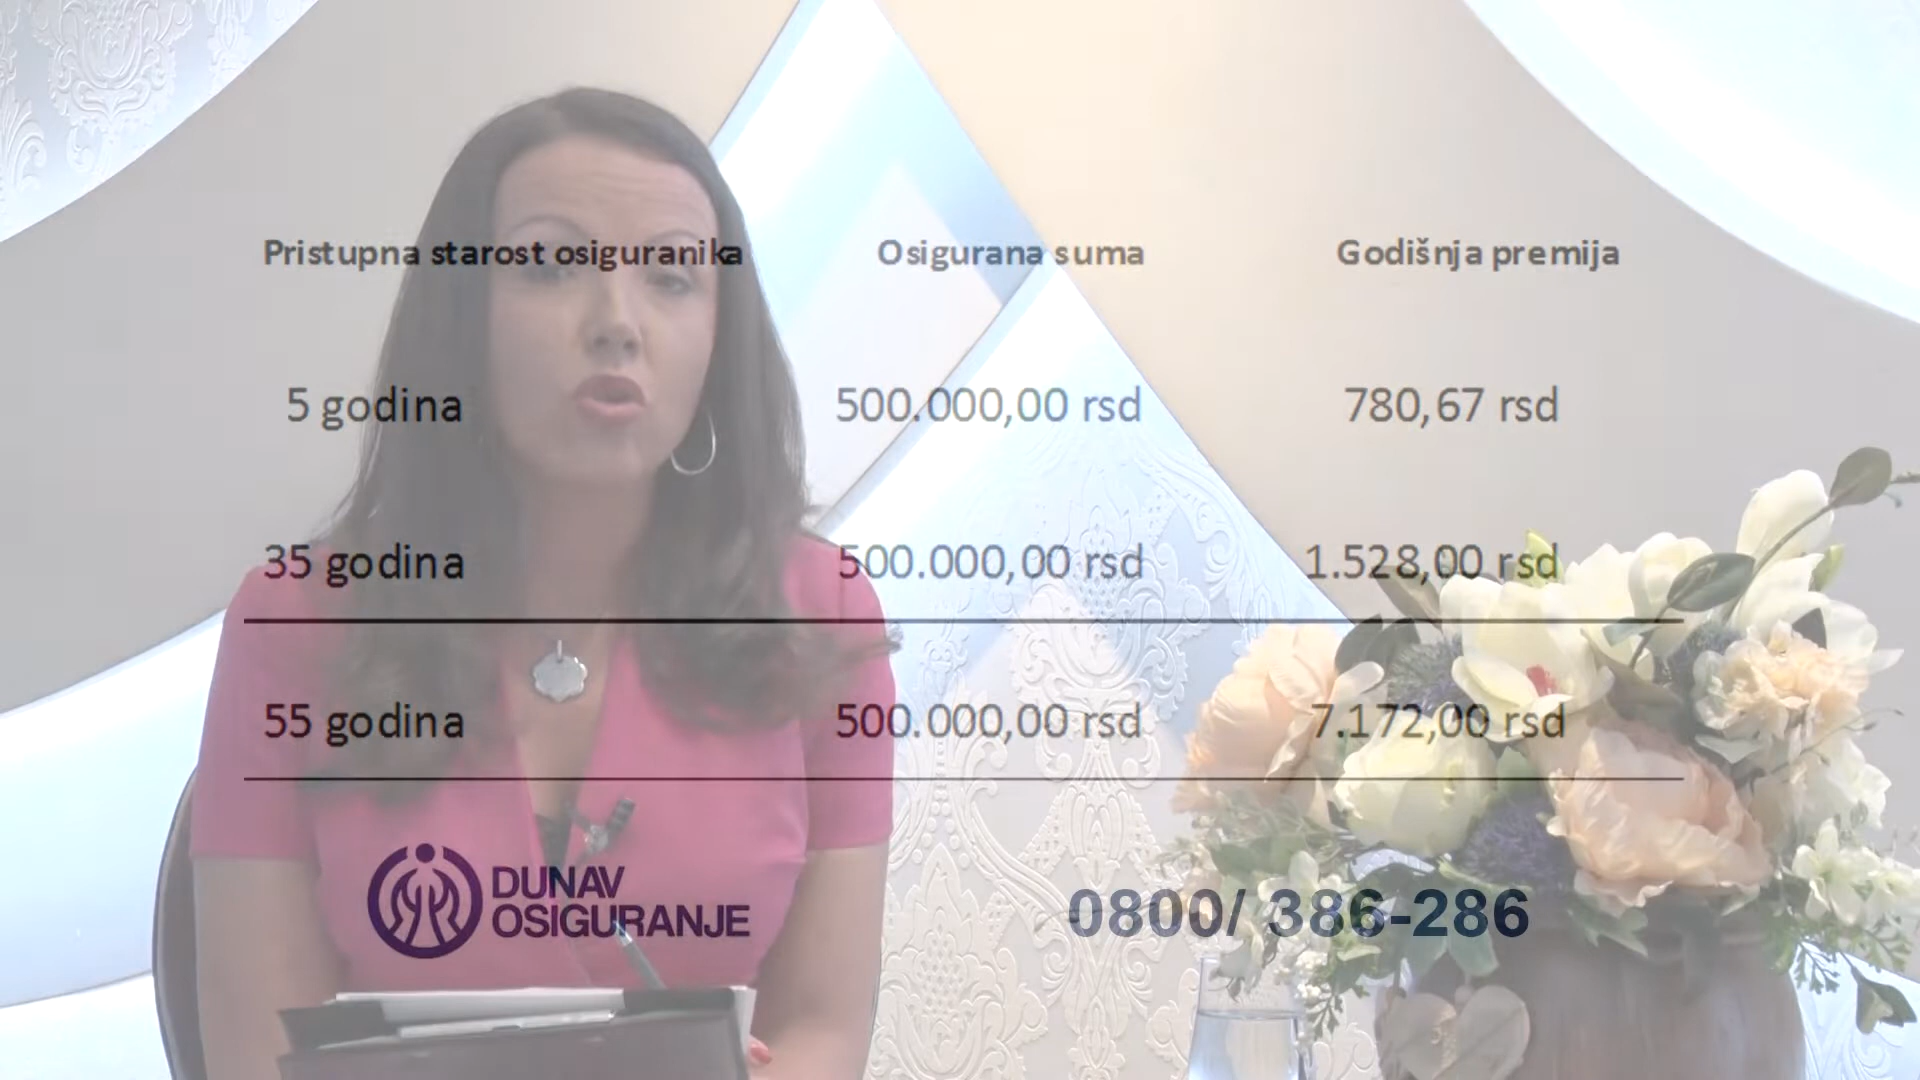 Pristupna starost osiguranika Osigurana suma Godišnja premija
5 godina 500.000,00 rsd 780,67 rsd
35 godina 500.000,00 rsd 1.528,00 rsd
55 godina 500.000,00 rsd 7.172,00 rsd
DUNAV
OSIGURANJE
0800/ 386-286